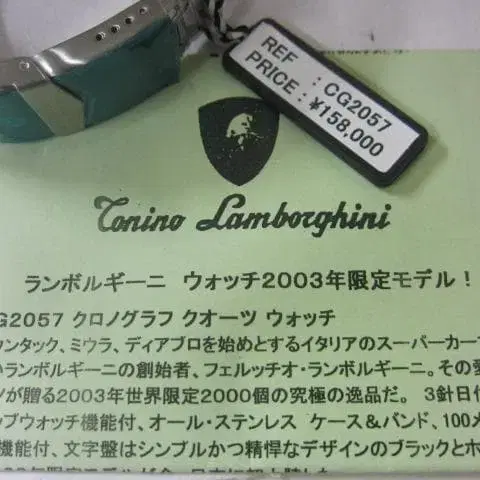 REF : CG2057
PRICE : ¥158,000
Tonino Lamborghini
ランボルギーニ ウォッチ2003年限定モデル!
G2057 クロノグラフ クオーツ ウォッチ
ウンタック、ミウラ、ディアブロを始めとするイタリアのスーパーカーフ
いランボルギーニの創始者、フェルッチオ・ランボルギーニ。その愛
が贈る2003年世界限定2000個の究極の逸品だ。 3針日付
ップウォッチ機能付、オール・ステンレス ケース&バンド、100メ
機能付、文字盤はシンプルかつ精悍なデザインのブラックとホ